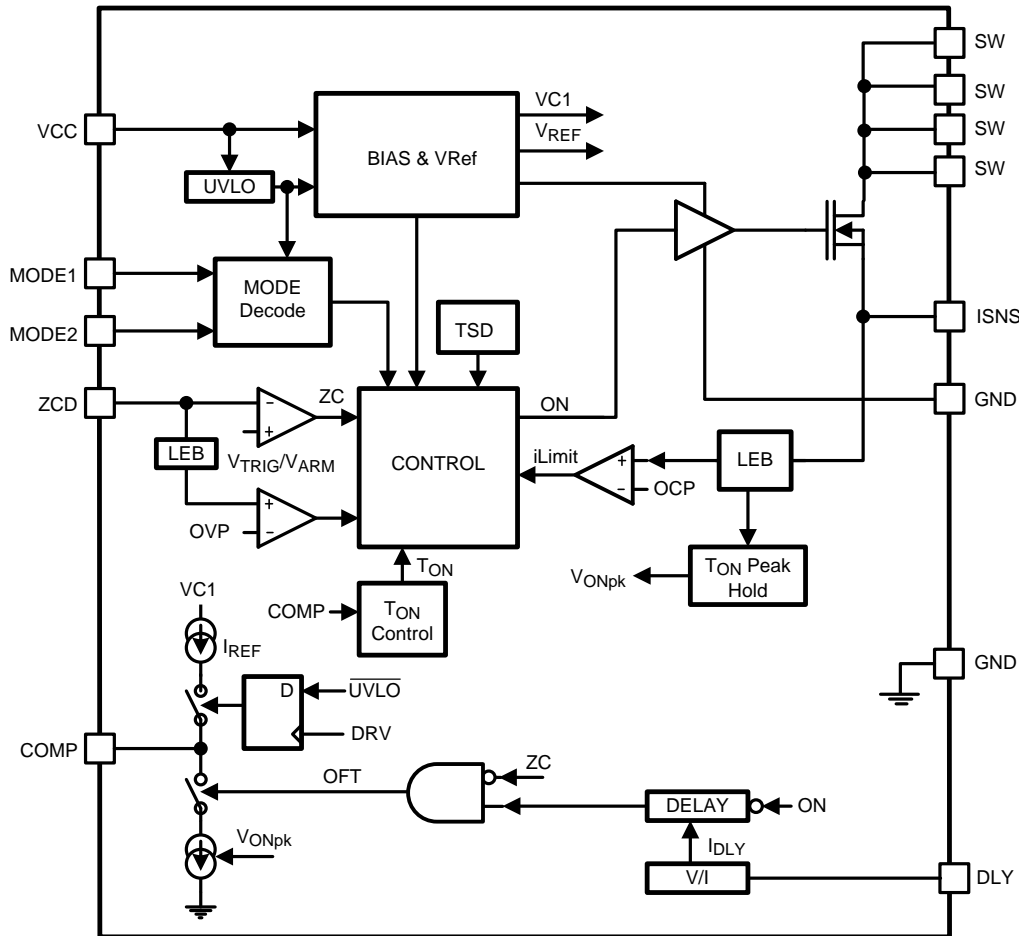 SW
SW
SW
SW
VCC
VC1
VREF
BIAS & VRef
UVLO
MODE1
MODE2
MODE
Decode
TSD
ISNS
ZCD
ZC
ON
GND
LEB
VTRIG/VARM
CONTROL
iLimit
LEB
OCP
OVP
TON
VONpk
TON Peak
Hold
COMP
TON
Control
VC1
IREF
GND
D
UVLO
DRV
COMP
OFT
ZC
DELAY
ON
VONpk
IDLY
V/I
DLY
+
−
+
−
+
−